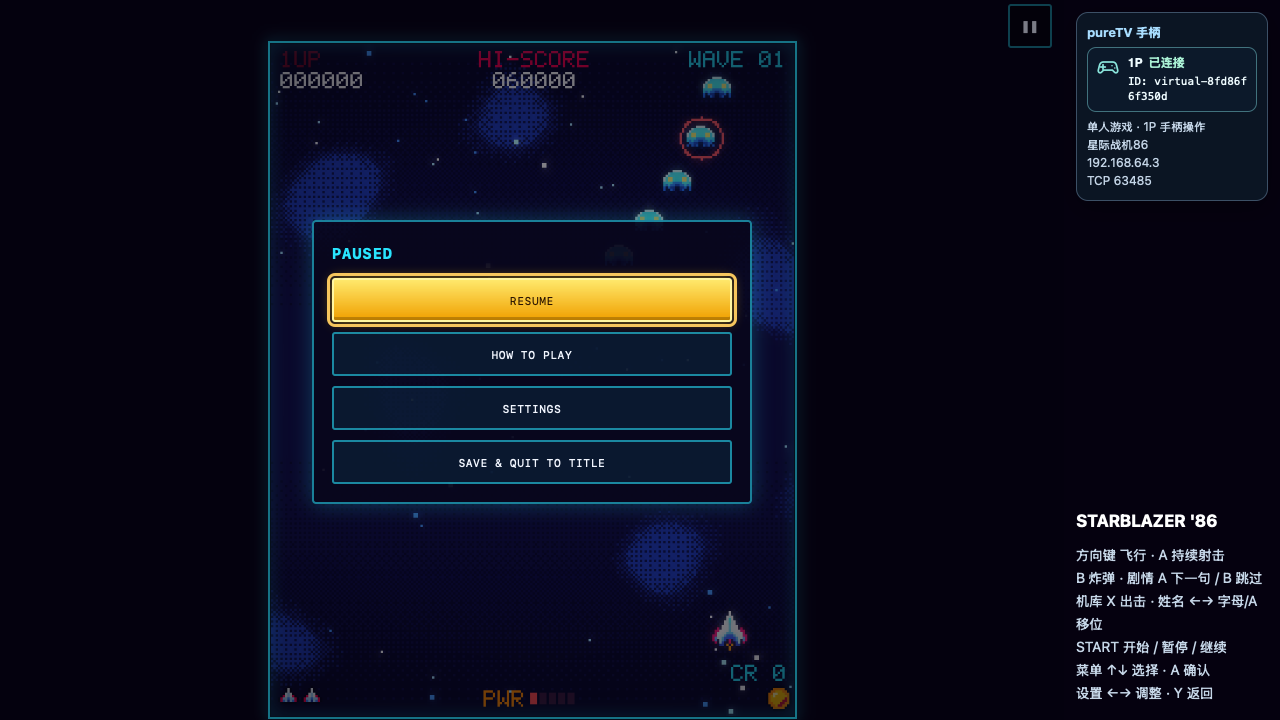 1UP HI-SCORE WAVE 01
000000 060000
PAUSED
RESUME
HOW TO PLAY
SETTINGS
SAVE & QUIT TO TITLE
CR 0
PWR
pureTV 手柄
1P 已连接
ID: virtual-8fd86f
6f350d
单人游戏 · 1P 手柄操作
星际战机86
192.168.64.3
TCP 63485
STARBLAZER '86
方向键 飞行 · A 持续射击
B 炸弹 · 剧情 A 下一句 / B 跳过
机库 X 出击 · 姓名 ←→ 字母/A
移位
START 开始 / 暂停 / 继续
菜单 ↑↓ 选择 · A 确认
设置 ←→ 调整 · Y 返回